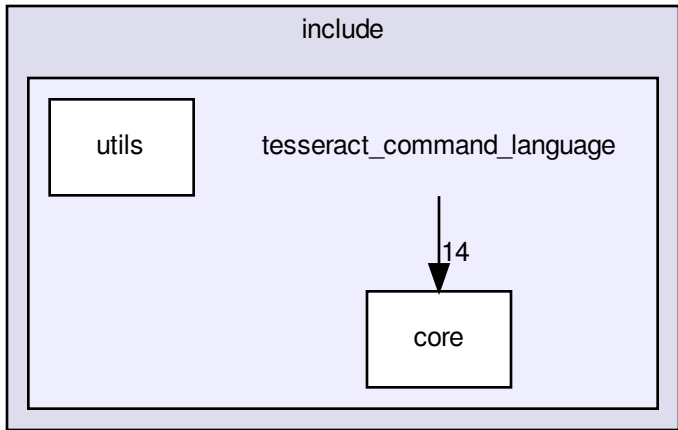 include
utils
tesseract_command_language
14
core